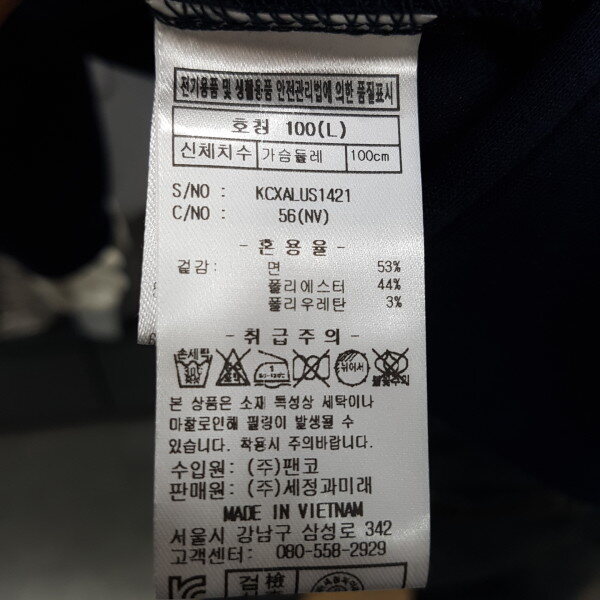 전기용품 및 생활용품 안전관리법에 의한 품질표시
호칭 100(L)
신체치수 가슴둘레 100cm
S/NO : KCXALUS1421
C/NO : 56(NV)
- 혼용율 -
겉감: 면 53%
폴리에스터 44%
폴리우레탄 3%
- 취급주의 -
손세탁
뉘어서
본 상품은 소재 특성상 세탁이나
마찰로인해 필링이 발생될 수
있습니다. 착용시 주의바랍니다.
수입원: (주)팬코
판매원: (주)세정과미래
MADE IN VIETNAM
서울시 강남구 삼성로 342
고객센터: 080-558-2929
검 檢